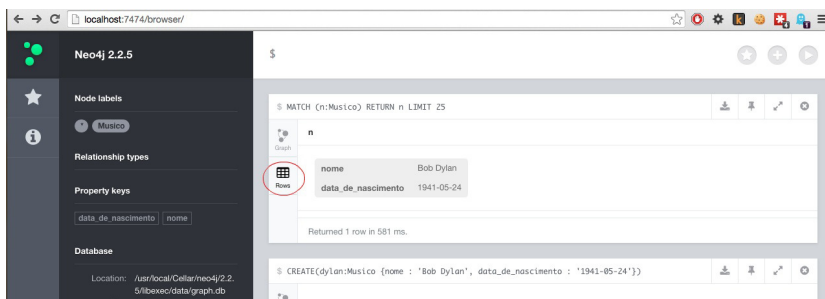 localhost:7474/browser/
Neo4j 2.2.5
$
Node labels
* Musico
Relationship types
Property keys
data_de_nascimento nome
Database
Location: /usr/local/Cellar/neo4j/2.2.
5/libexec/data/graph.db
$ MATCH (n:Musico) RETURN n LIMIT 25
Graph
n
Rows
nome Bob Dylan
data_de_nascimento 1941-05-24
Returned 1 row in 581 ms.
$ CREATE(dylan:Musico {nome : 'Bob Dylan', data_de_nascimento : '1941-05-24'})